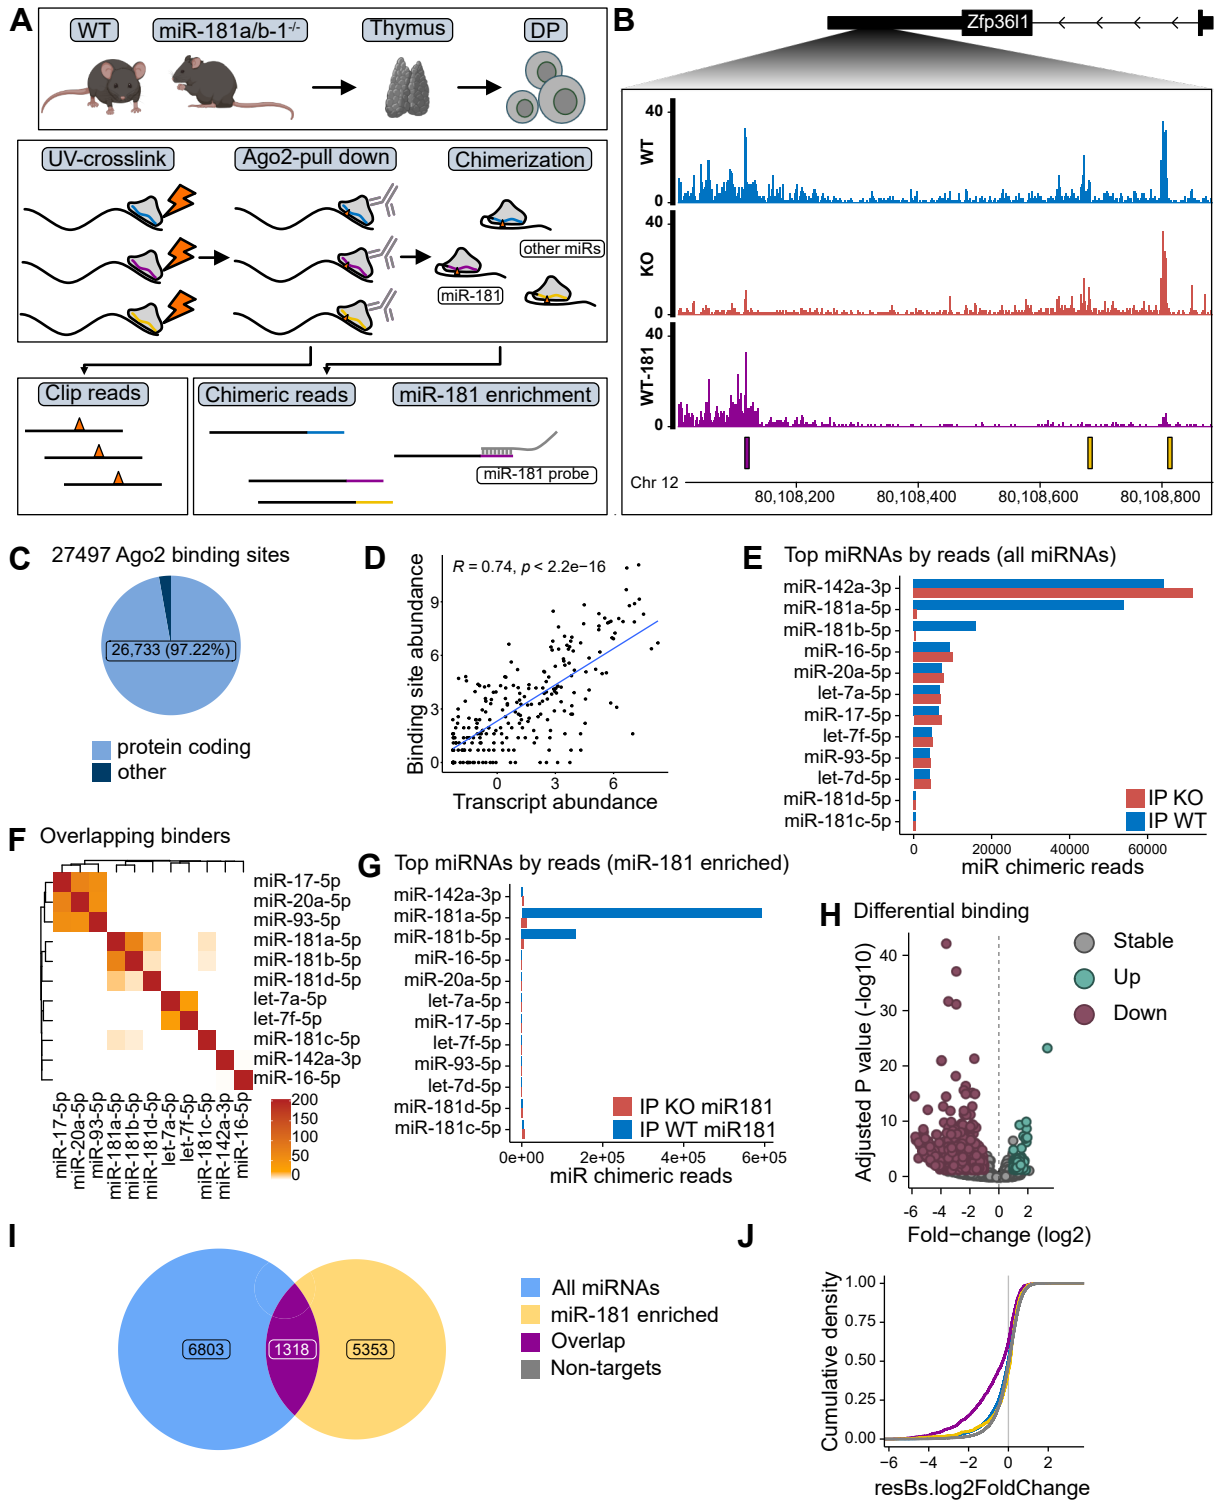 A
WT
miR-181a/b-1-/-
Thymus
DP
UV-crosslink
Ago2-pull down
Chimerization
other miRs
miR-181
Clip reads
Chimeric reads
miR-181 enrichment
miR-181 probe
B
Zfp36l1
40
WT
0
40
KO
0
40
WT-181
0
Chr 12
80,108,200
80,108,400
80,108,600
80,108,800
C
27497 Ago2 binding sites
26,733 (97.22%)
protein coding
other
D
R = 0.74, p < 2.2e−16
Binding site abundance
9
6
3
0
0
3
6
Transcript abundance
E
Top miRNAs by reads (all miRNAs)
miR-142a-3p
miR-181a-5p
miR-181b-5p
miR-16-5p
miR-20a-5p
let-7a-5p
miR-17-5p
let-7f-5p
miR-93-5p
let-7d-5p
miR-181d-5p
miR-181c-5p
IP KO
IP WT
0
20000
40000
60000
miR chimeric reads
F
Overlapping binders
miR-17-5p
miR-20a-5p
miR-93-5p
miR-181a-5p
miR-181b-5p
miR-181d-5p
let-7a-5p
let-7f-5p
miR-181c-5p
miR-142a-3p
miR-16-5p
miR-17-5p
miR-20a-5p
miR-93-5p
miR-181a-5p
miR-181b-5p
miR-181d-5p
let-7a-5p
let-7f-5p
miR-181c-5p
miR-142a-3p
miR-16-5p
200
150
100
50
0
G
Top miRNAs by reads (miR-181 enriched)
miR-142a-3p
miR-181a-5p
miR-181b-5p
miR-16-5p
miR-20a-5p
let-7a-5p
miR-17-5p
let-7f-5p
miR-93-5p
let-7d-5p
miR-181d-5p
miR-181c-5p
IP KO miR181
IP WT miR181
0e+00
2e+05
4e+05
6e+05
miR chimeric reads
H
Differential binding
Stable
Up
Down
Adjusted P value (-log10)
40
30
20
10
0
-6
-4
-2
0
2
Fold−change (log2)
I
6803
1318
5353
All miRNAs
miR-181 enriched
Overlap
Non-targets
J
Cumulative density
1.00
0.75
0.50
0.25
0.00
−6
−4
−2
0
2
resBs.log2FoldChange